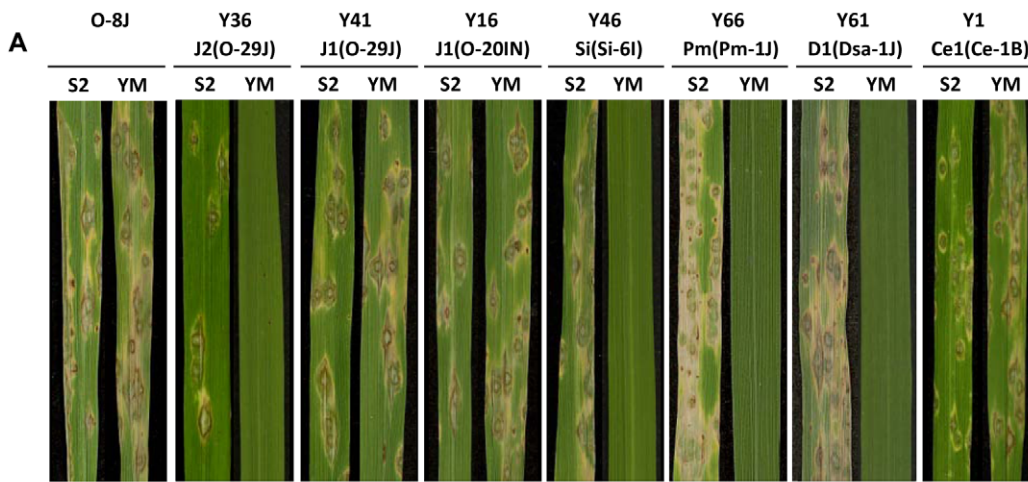 A
O-8J Y36 Y41 Y16 Y46 Y66 Y61 Y1
J2(O-29J) J1(O-29J) J1(O-20IN) Si(Si-6I) Pm(Pm-1J) D1(Dsa-1J) Ce1(Ce-1B)
S2 YM S2 YM S2 YM S2 YM S2 YM S2 YM S2 YM S2 YM